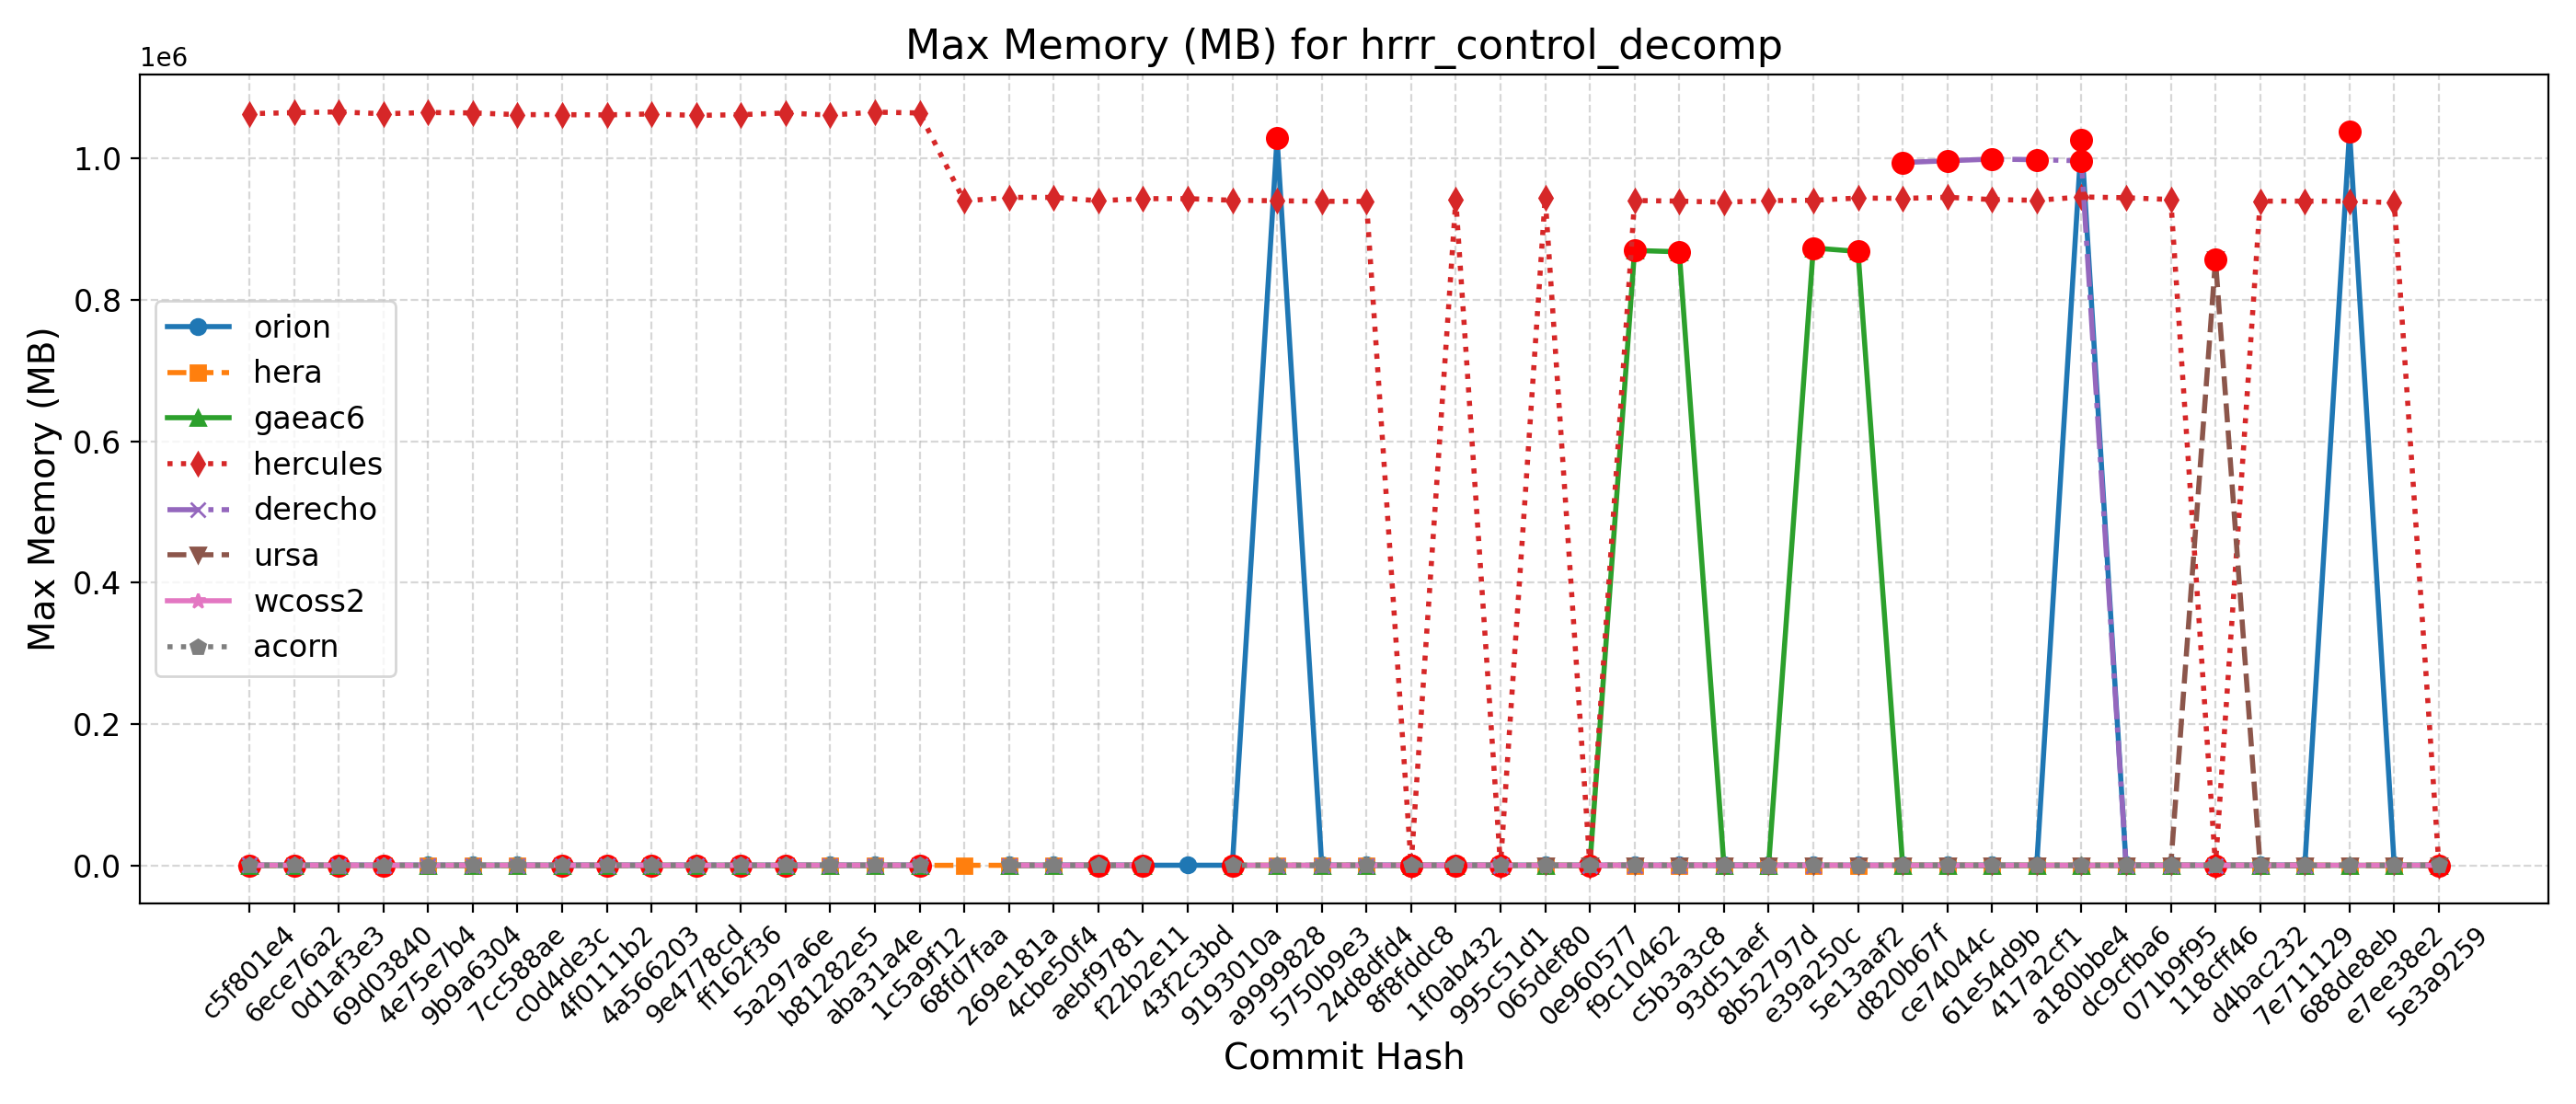 Max Memory (MB) for hrrr_control_decomp
1e6
1.0
0.8
0.6
0.4
0.2
0.0
Max Memory (MB)
orion
hera
gaeac6
hercules
derecho
ursa
wcoss2
acorn
c5f801e4
6ece76a2
0d1af3e3
69d03840
4e75e7b4
9b9a6304
7cc588ae
c0d4de3c
4f0111b2
4a566203
9e4778cd
ff162f36
5a297a6e
b81282e5
aba31a4e
1c5a9f12
68fd7faa
269e181a
4cbe50f4
aebf9781
f22b2e11
43f2c3bd
9193010a
a9999828
5750b9e3
24d8dfd4
8f8fddc8
1f0ab432
995c51d1
065def80
0e960577
f9c10462
c5b3a3c8
93d51aef
8b52797d
e39a250c
5e13aaf2
d820b67f
ce74044c
61e54d9b
417a2cf1
a180bbe4
dc9cfba6
071b9f95
118cff46
d4bac232
7e711129
688de8eb
e7ee38e2
5e3a9259
Commit Hash